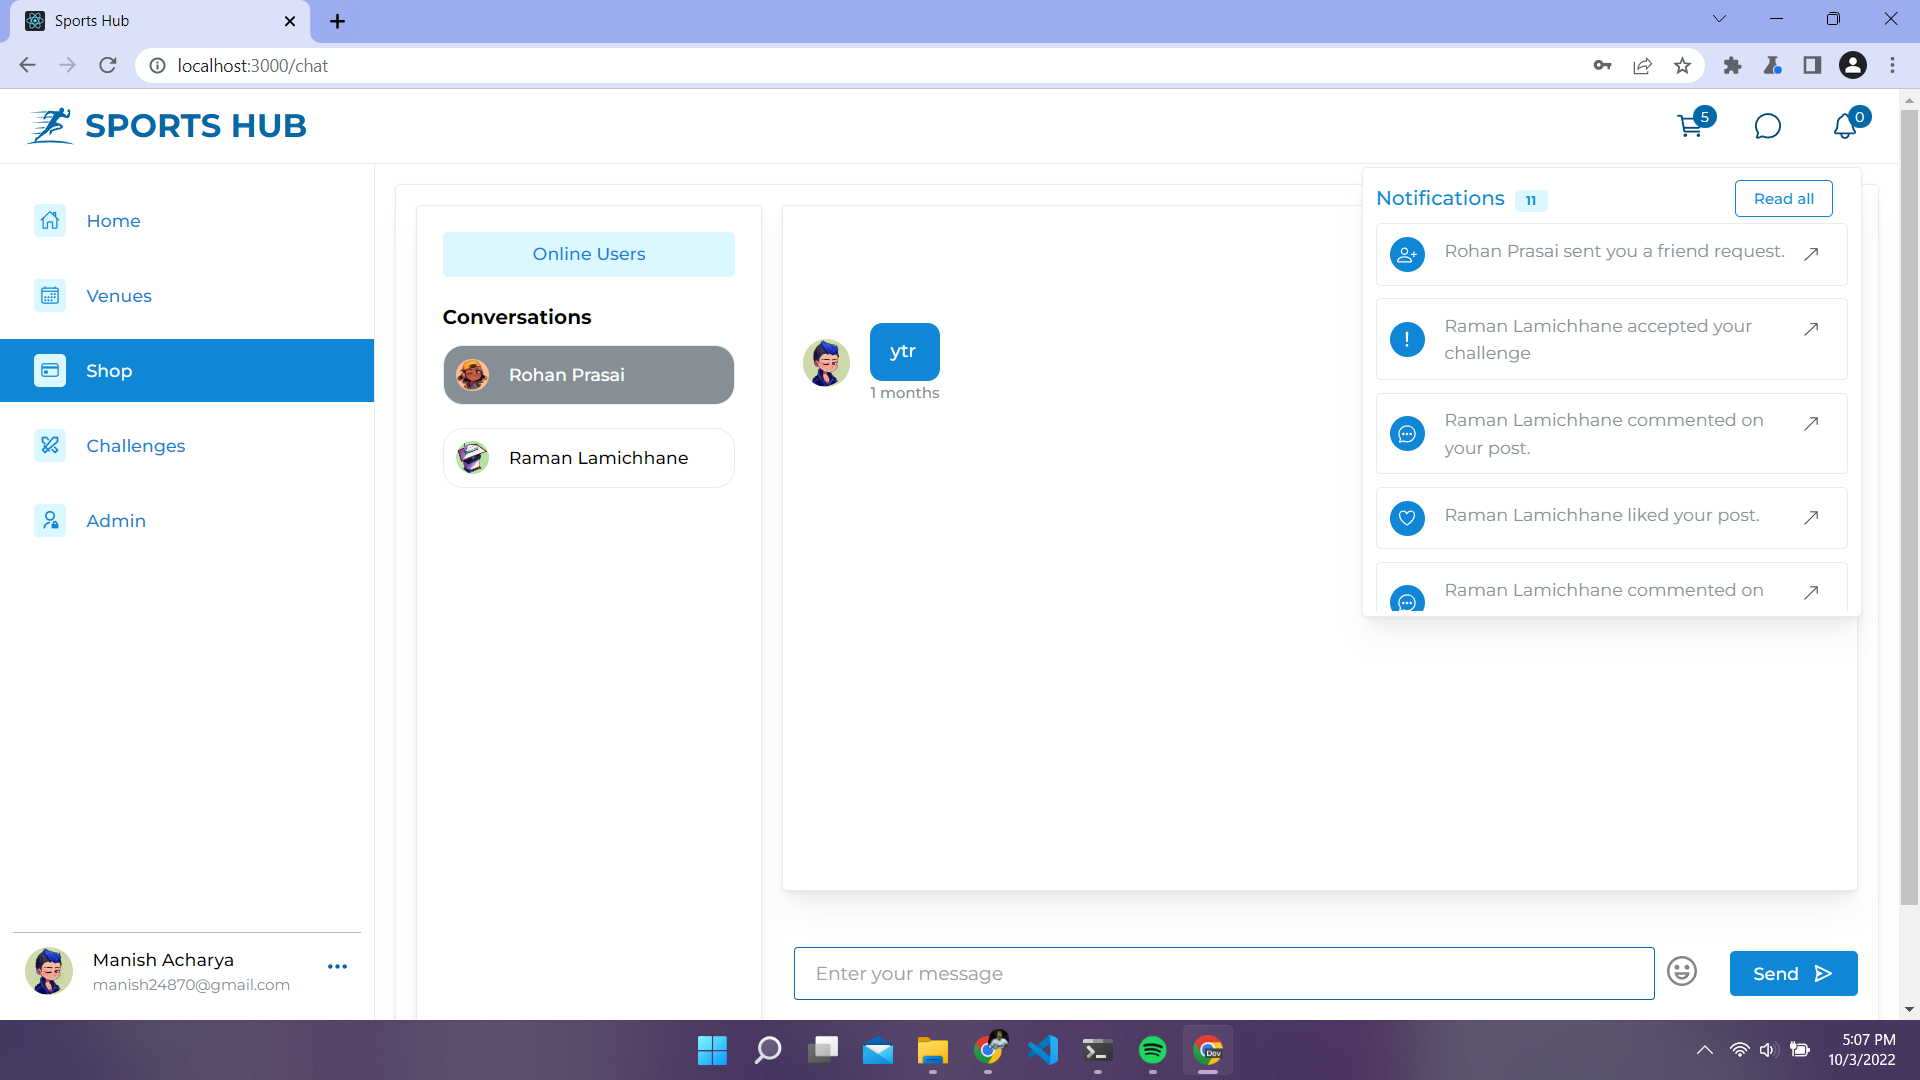 Sports Hub
localhost:3000/chat
SPORTS HUB
5
0
Home
Venues
Shop
Challenges
Admin
Manish Acharya
manish24870@gmail.com
Online Users
Conversations
Rohan Prasai
Raman Lamichhane
ytr
1 months
Notifications 11
Read all
Rohan Prasai sent you a friend request.
Raman Lamichhane accepted your
challenge
Raman Lamichhane commented on
your post.
Raman Lamichhane liked your post.
Raman Lamichhane commented on
Enter your message
Send
Dev
5:07 PM
10/3/2022